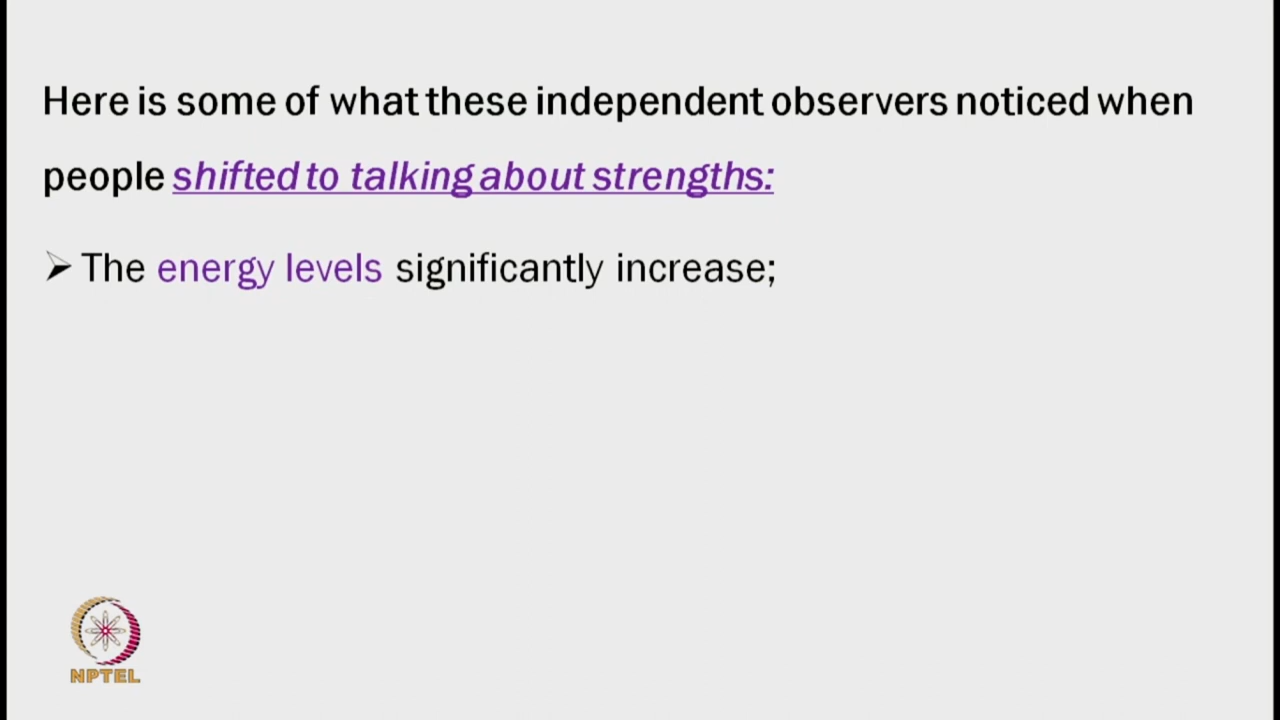 Here is some of what these independent observers noticed when
people shifted to talking about strengths:
➢ The energy levels significantly increase;
NPTEL